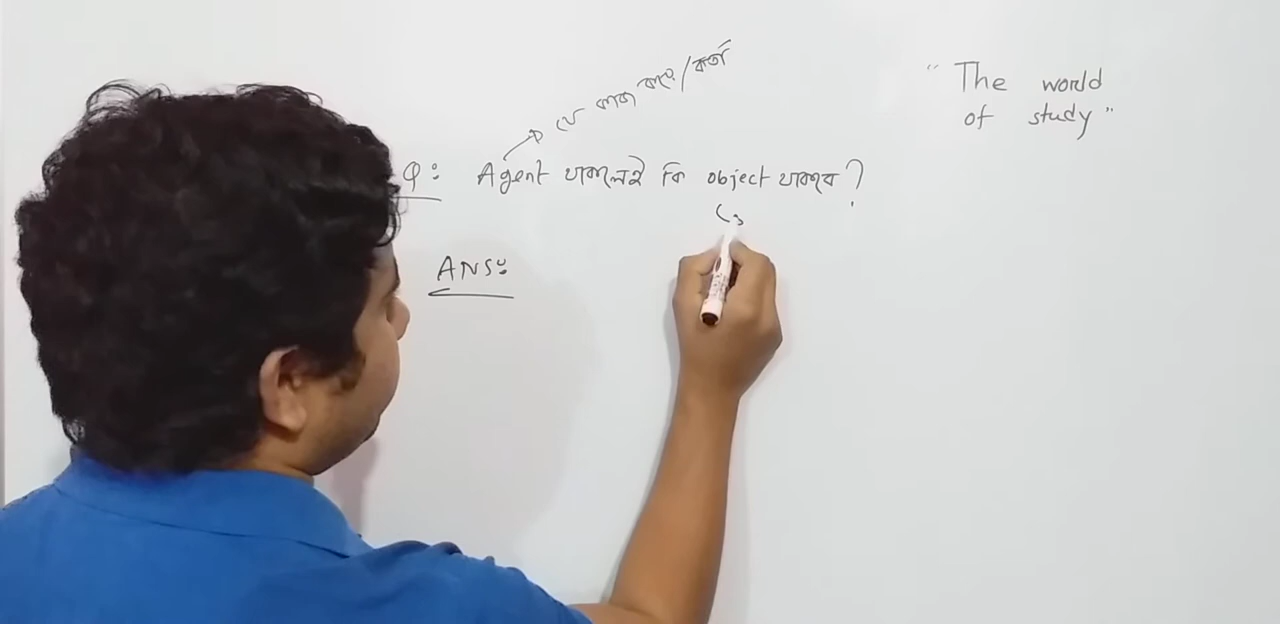 যে কাজ করে/কর্তা
"The world
of study"
Q: Agent থাকলেই কি object থাকবে?
ANS: